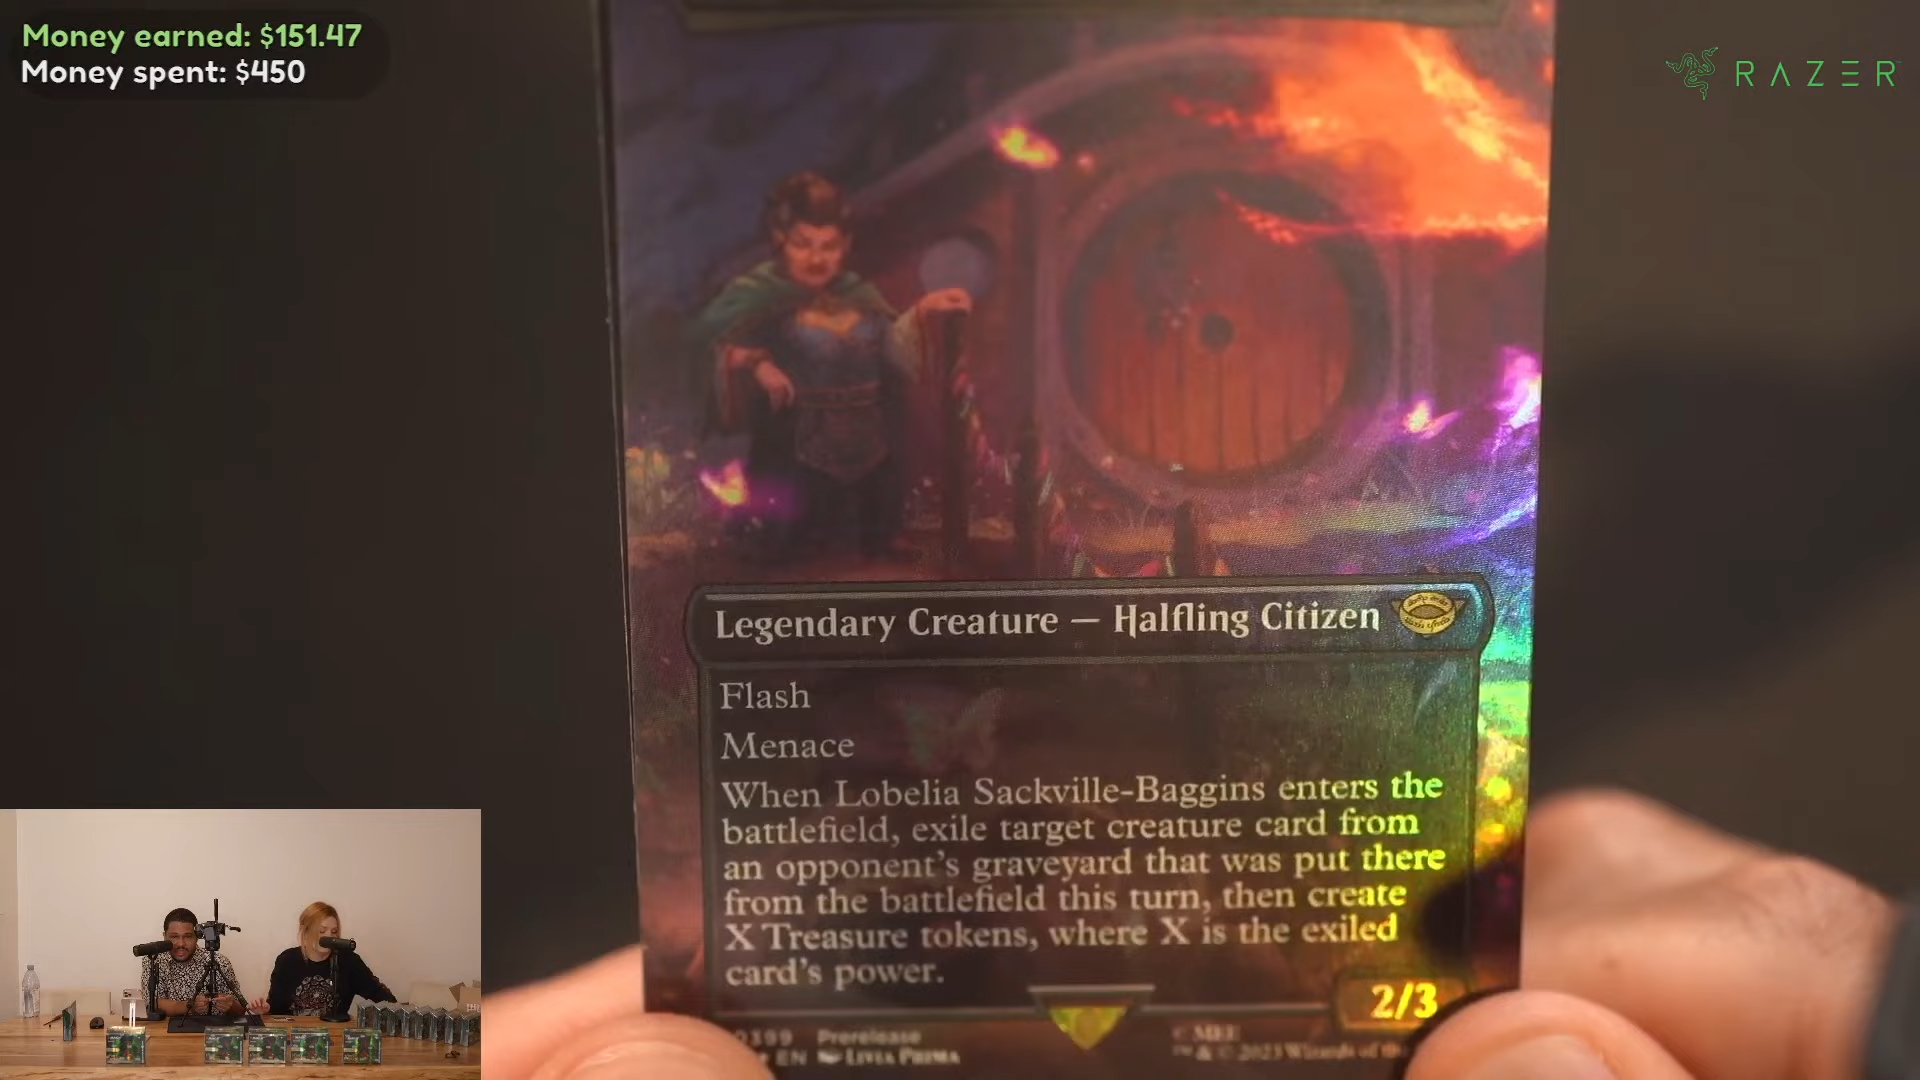 Money earned: $151.47
Money spent: $450
RAZER
Legendary Creature — Halfling Citizen
Flash
Menace
When Lobelia Sackville-Baggins enters the
battlefield, exile target creature card from
an opponent's graveyard that was put there
from the battlefield this turn, then create
X Treasure tokens, where X is the exiled
card's power.
2/3
0399 Prerelease
EN Livia Prima
™ & © 2023 Wizards of the